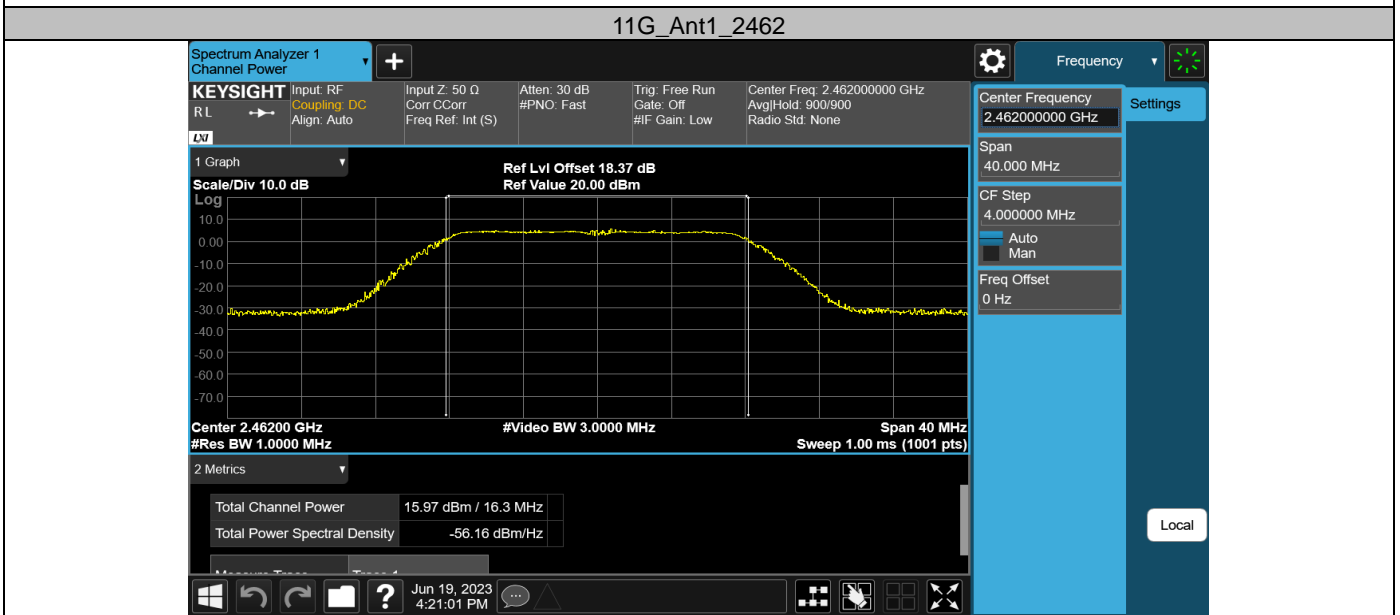 11G_Ant1_2462
Spectrum Analyzer 1
Channel Power
Frequency
KEYSIGHT
RL
LXI
Input: RF
Coupling: DC
Align: Auto
Input Z: 50 Ω
Corr CCorr
Freq Ref: Int (S)
Atten: 30 dB
#PNO: Fast
Trig: Free Run
Gate: Off
#IF Gain: Low
Center Freq: 2.462000000 GHz
Avg|Hold: 900/900
Radio Std: None
Center Frequency
2.462000000 GHz
Settings
Span
40.000 MHz
CF Step
4.000000 MHz
Auto
Man
Freq Offset
0 Hz
Local
1 Graph
Ref Lvl Offset 18.37 dB
Scale/Div 10.0 dB
Ref Value 20.00 dBm
Log
10.0
0.00
-10.0
-20.0
-30.0
-40.0
-50.0
-60.0
-70.0
Center 2.46200 GHz
#Video BW 3.0000 MHz
Span 40 MHz
#Res BW 1.0000 MHz
Sweep 1.00 ms (1001 pts)
2 Metrics
Total Channel Power 15.97 dBm / 16.3 MHz
Total Power Spectral Density -56.16 dBm/Hz
Measure Trace Trace 1
?
Jun 19, 2023
4:21:01 PM